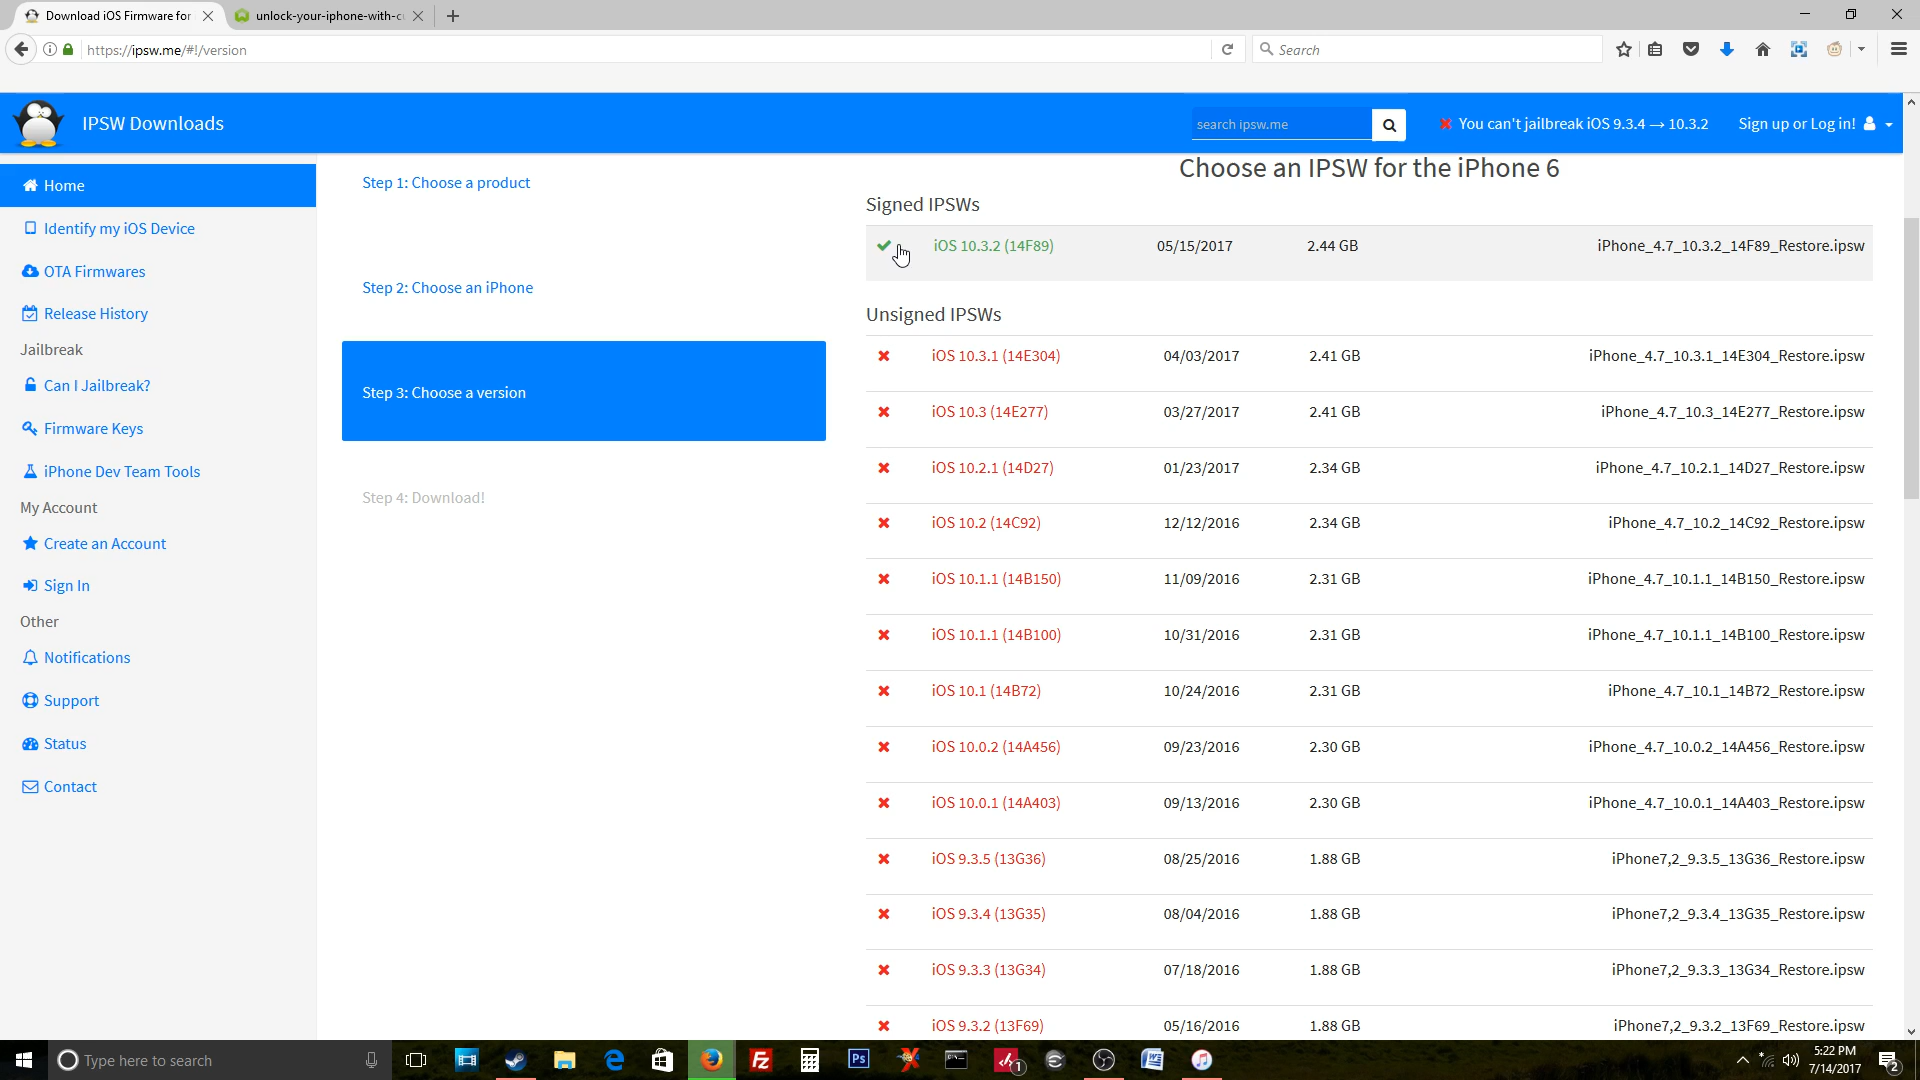 Download iOS Firmware for
unlock-your-iphone-with-c
https://ipsw.me/#!/version
Search
IPSW Downloads
search ipsw.me
You can't jailbreak iOS 9.3.4 → 10.3.2
Sign up or Log in!
Home
Identify my iOS Device
OTA Firmwares
Release History
Jailbreak
Can I Jailbreak?
Firmware Keys
iPhone Dev Team Tools
My Account
Create an Account
Sign In
Other
Notifications
Support
Status
Contact
Step 1: Choose a product
Step 2: Choose an iPhone
Step 3: Choose a version
Step 4: Download!
Choose an IPSW for the iPhone 6
Signed IPSWs
iOS 10.3.2 (14F89) 05/15/2017 2.44 GB iPhone_4.7_10.3.2_14F89_Restore.ipsw
Unsigned IPSWs
iOS 10.3.1 (14E304) 04/03/2017 2.41 GB iPhone_4.7_10.3.1_14E304_Restore.ipsw
iOS 10.3 (14E277) 03/27/2017 2.41 GB iPhone_4.7_10.3_14E277_Restore.ipsw
iOS 10.2.1 (14D27) 01/23/2017 2.34 GB iPhone_4.7_10.2.1_14D27_Restore.ipsw
iOS 10.2 (14C92) 12/12/2016 2.34 GB iPhone_4.7_10.2_14C92_Restore.ipsw
iOS 10.1.1 (14B150) 11/09/2016 2.31 GB iPhone_4.7_10.1.1_14B150_Restore.ipsw
iOS 10.1.1 (14B100) 10/31/2016 2.31 GB iPhone_4.7_10.1.1_14B100_Restore.ipsw
iOS 10.1 (14B72) 10/24/2016 2.31 GB iPhone_4.7_10.1_14B72_Restore.ipsw
iOS 10.0.2 (14A456) 09/23/2016 2.30 GB iPhone_4.7_10.0.2_14A456_Restore.ipsw
iOS 10.0.1 (14A403) 09/13/2016 2.30 GB iPhone_4.7_10.0.1_14A403_Restore.ipsw
iOS 9.3.5 (13G36) 08/25/2016 1.88 GB iPhone7,2_9.3.5_13G36_Restore.ipsw
iOS 9.3.4 (13G35) 08/04/2016 1.88 GB iPhone7,2_9.3.4_13G35_Restore.ipsw
iOS 9.3.3 (13G34) 07/18/2016 1.88 GB iPhone7,2_9.3.3_13G34_Restore.ipsw
iOS 9.3.2 (13F69) 05/16/2016 1.88 GB iPhone7,2_9.3.2_13F69_Restore.ipsw
Type here to search
Fz
Ps
1
W
5:22 PM
7/14/2017
2